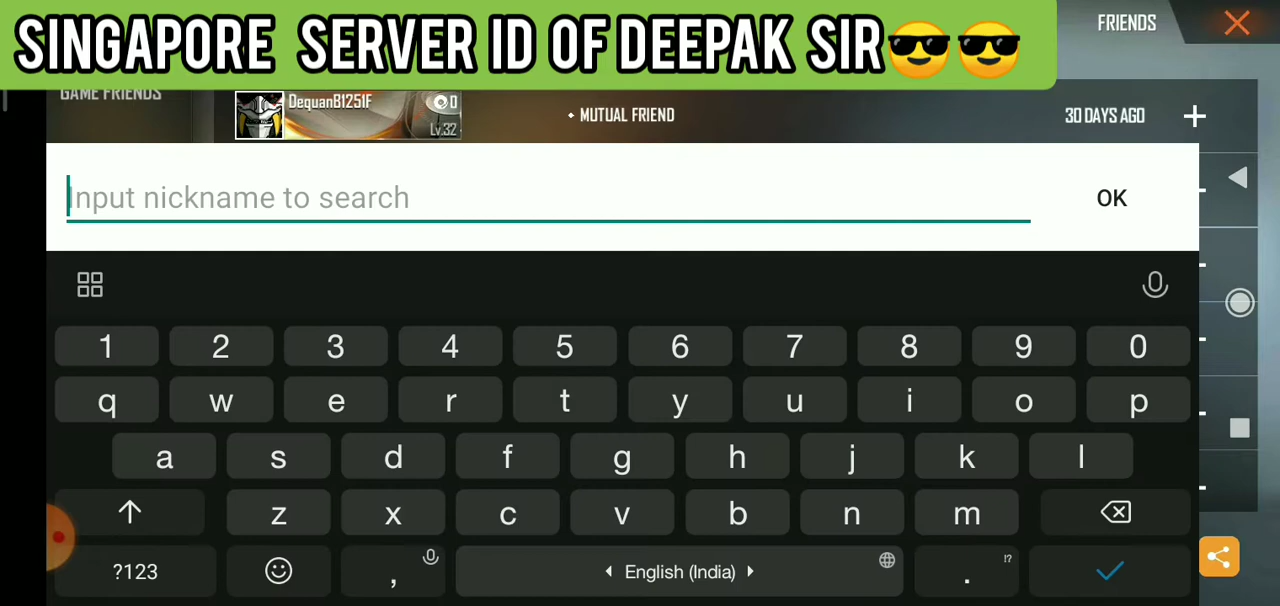 SINGAPORE SERVER ID OF DEEPAK SIR😎😎
FRIENDS
GAME FRIENDS
DequanB1251F
0
Lv.32
• MUTUAL FRIEND
30 DAYS AGO
Input nickname to search
OK
1 2 3 4 5 6 7 8 9 0
q w e r t y u i o p
a s d f g h j k l
z x c v b n m
?123
,
English (India)
!?
.